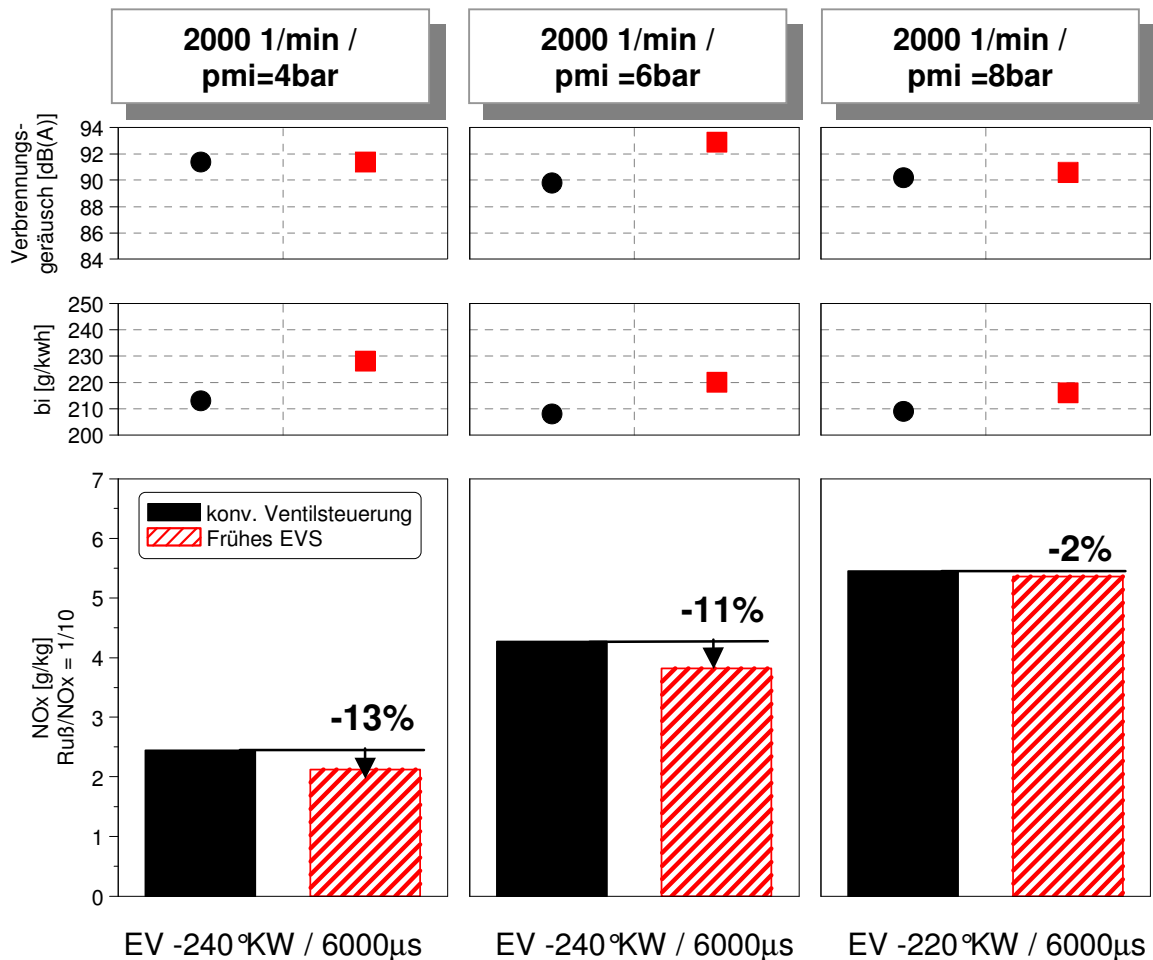 2000 1/min /
pmi=4bar
2000 1/min /
pmi =6bar
2000 1/min /
pmi =8bar
Verbrennungs-
geräusch [dB(A)]
94
92
90
88
86
84
bi [g/kwh]
250
240
230
220
210
200
NOx [g/kg]
Ruß/NOx = 1/10
7
6
5
4
3
2
1
0
konv. Ventilsteuerung
Frühes EVS
-13%
-11%
-2%
EV -240°KW / 6000µs
EV -240°KW / 6000µs
EV -220°KW / 6000µs